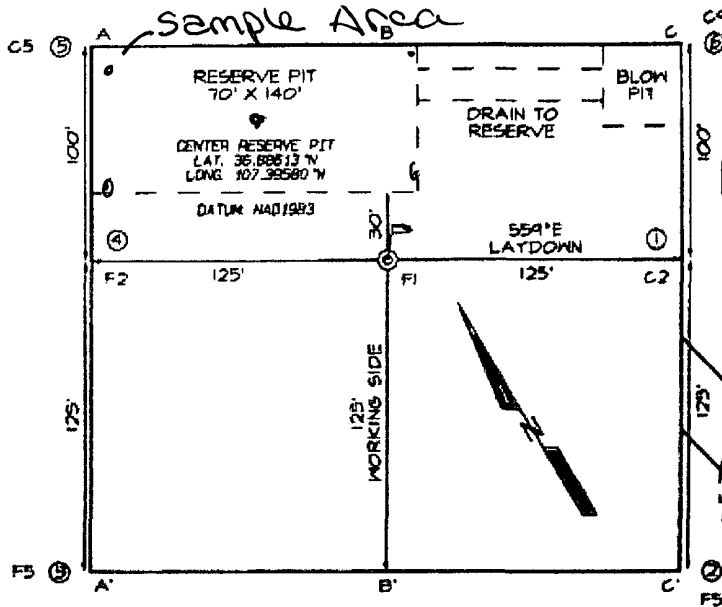 Sample Area
A
B
C
C5
⑤
RESERVE PIT
70' X 140'
BLOW
PIT
DRAIN TO
RESERVE
CENTER RESERVE PIT
LAT. 36.88613 °N
LONG. 107.39580 °W
DATUM: NAD1983
100'
100'
30'
④
559°E
LAYDOWN
①
F2
125'
F1
125'
C2
125'
WORKING SIDE
125'
N
125'
F5
A'
B'
C'
②
F5